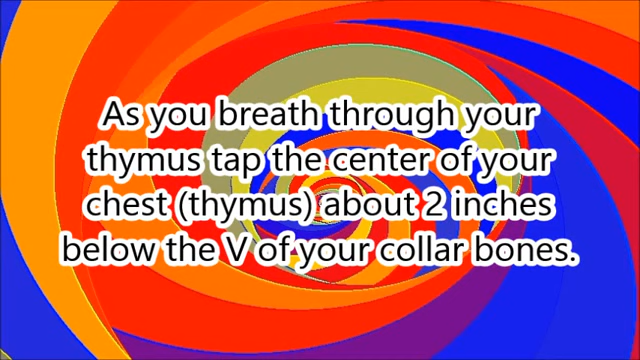 As you breath through your
thymus tap the center of your
chest (thymus) about 2 inches
below the V of your collar bones.